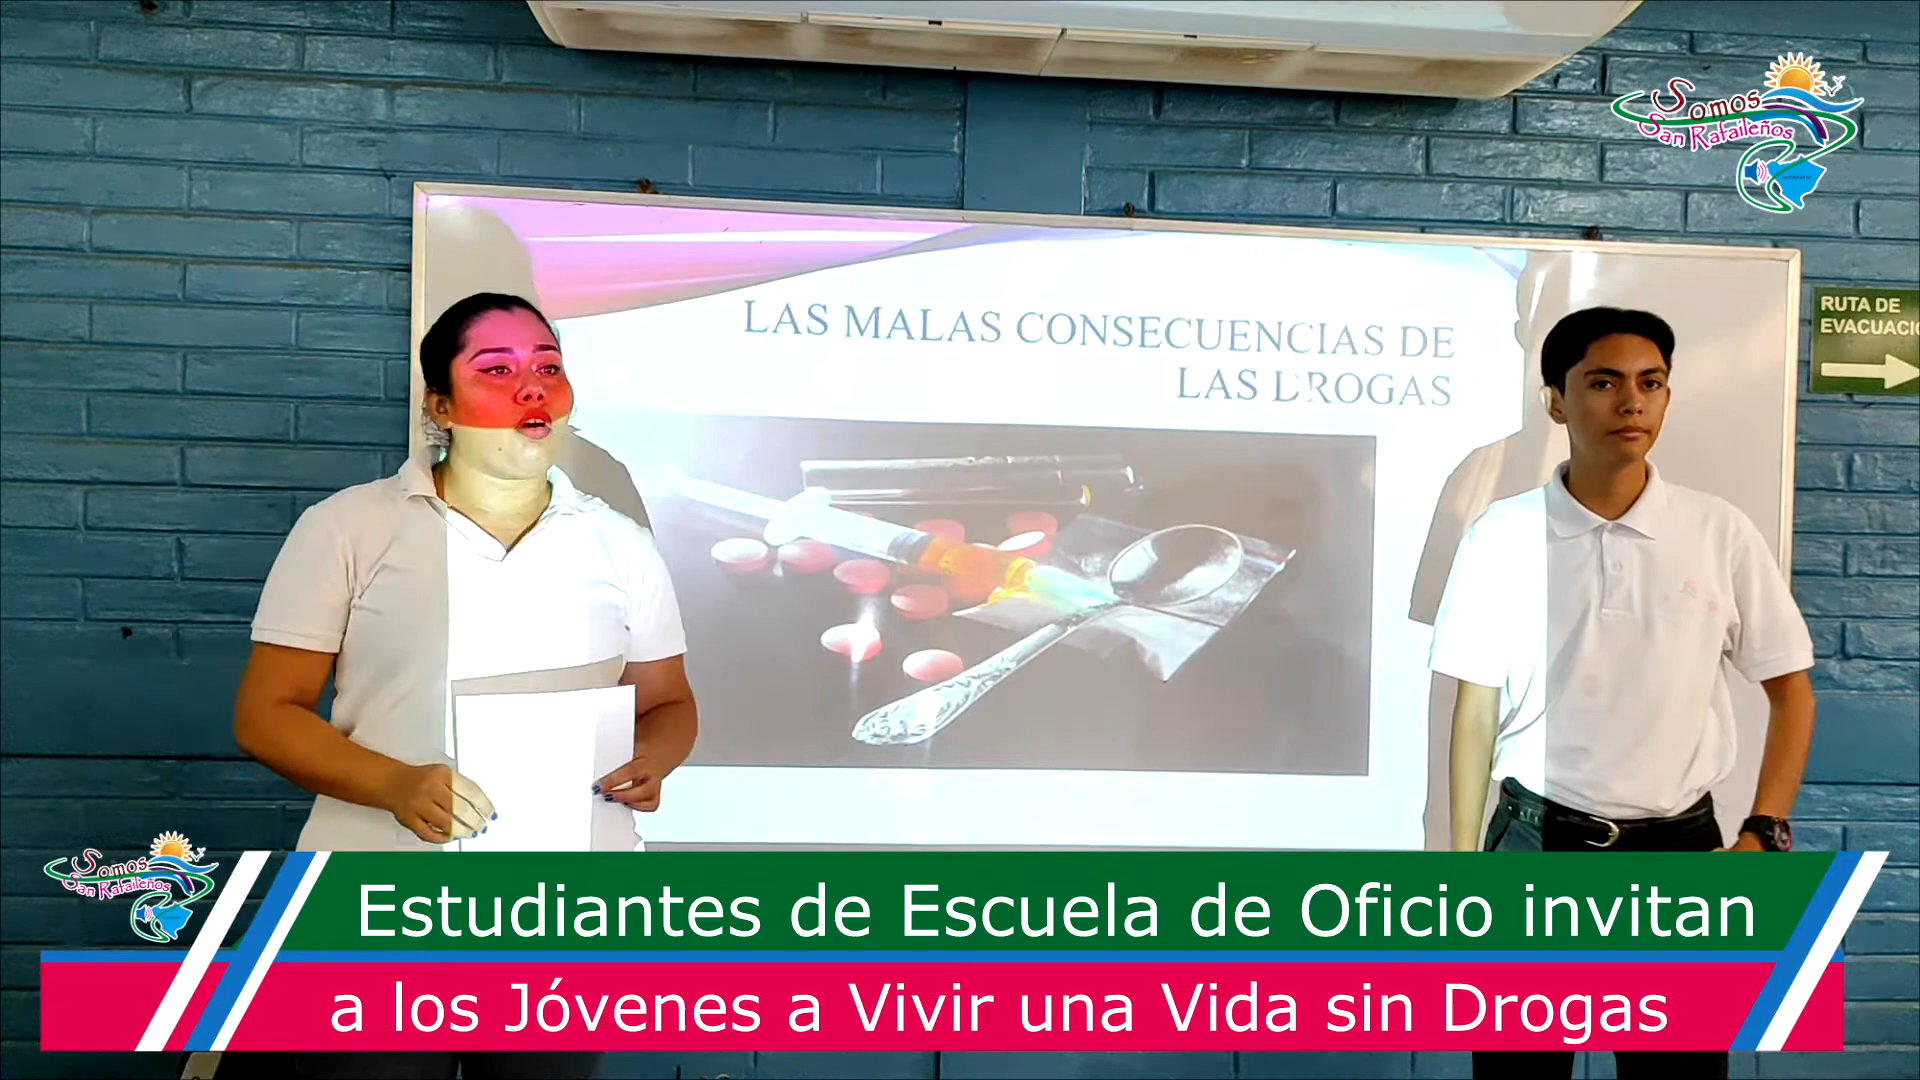 Somos
San Rafaileños
LAS MALAS CONSECUENCIAS DE
LAS DROGAS
RUTA DE
EVACUACIÓ
Somos
San Rafaileños
Estudiantes de Escuela de Oficio invitan
a los Jóvenes a Vivir una Vida sin Drogas